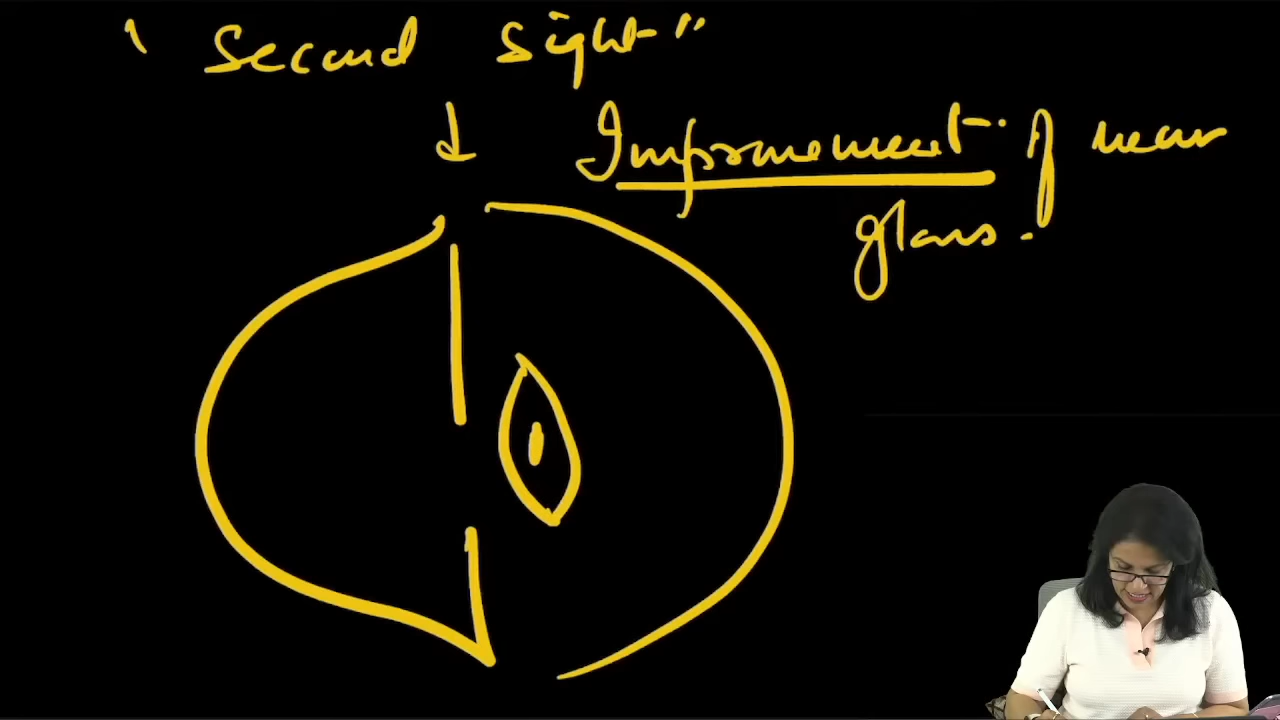 "Second sight"
Improvement of near
glass.